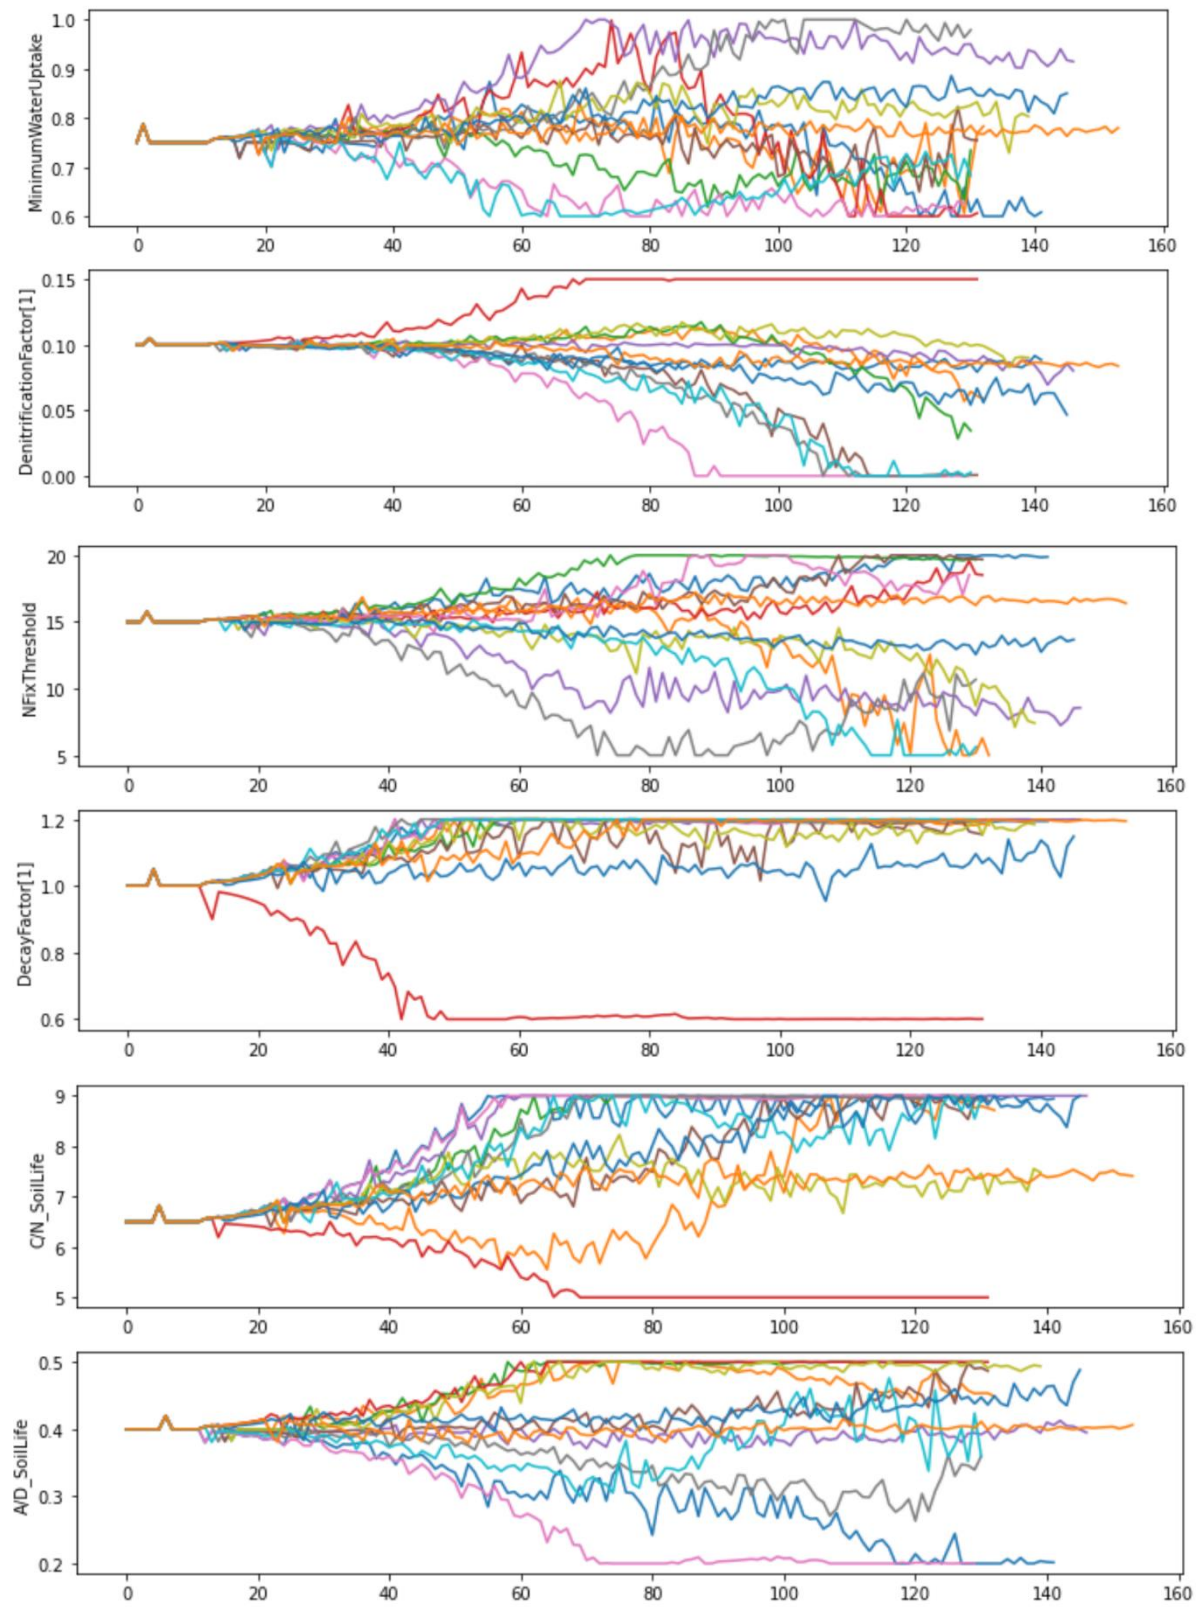 MinimumWaterUptake
1.0
0.9
0.8
0.7
0.6
0 20 40 60 80 100 120 140 160
DenitrificationFactor[1]
0.15
0.10
0.05
0.00
0 20 40 60 80 100 120 140 160
NFixThreshold
20
15
10
5
0 20 40 60 80 100 120 140 160
DecayFactor[1]
1.2
1.0
0.8
0.6
0 20 40 60 80 100 120 140 160
C/N_SoilLife
9
8
7
6
5
0 20 40 60 80 100 120 140 160
A/D_SoilLife
0.5
0.4
0.3
0.2
0 20 40 60 80 100 120 140 160